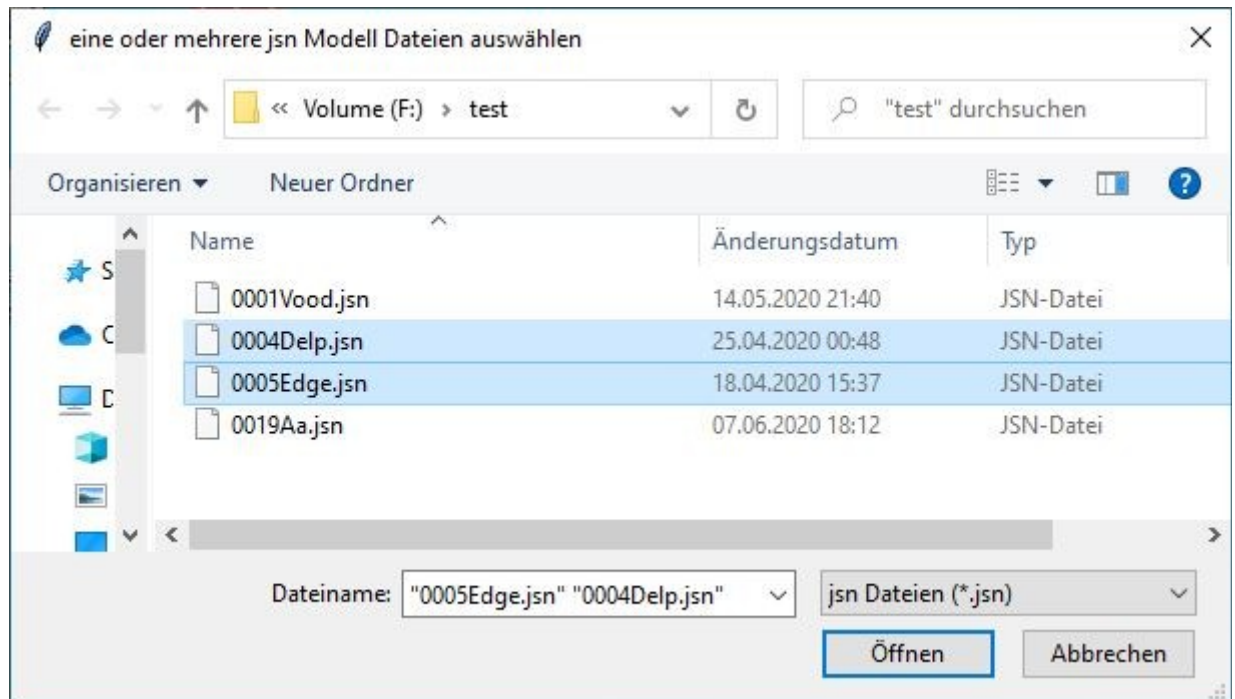 eine oder mehrere jsn Modell Dateien auswählen
« Volume (F:) › test
"test" durchsuchen
Organisieren Neuer Ordner
?
Name Änderungsdatum Typ
S
0001Vood.jsn 14.05.2020 21:40 JSN-Datei
C
0004Delp.jsn 25.04.2020 00:48 JSN-Datei
D
0005Edge.jsn 18.04.2020 15:37 JSN-Datei
0019Aa.jsn 07.06.2020 18:12 JSN-Datei
Dateiname: "0005Edge.jsn" "0004Delp.jsn" jsn Dateien (*.jsn)
Öffnen Abbrechen